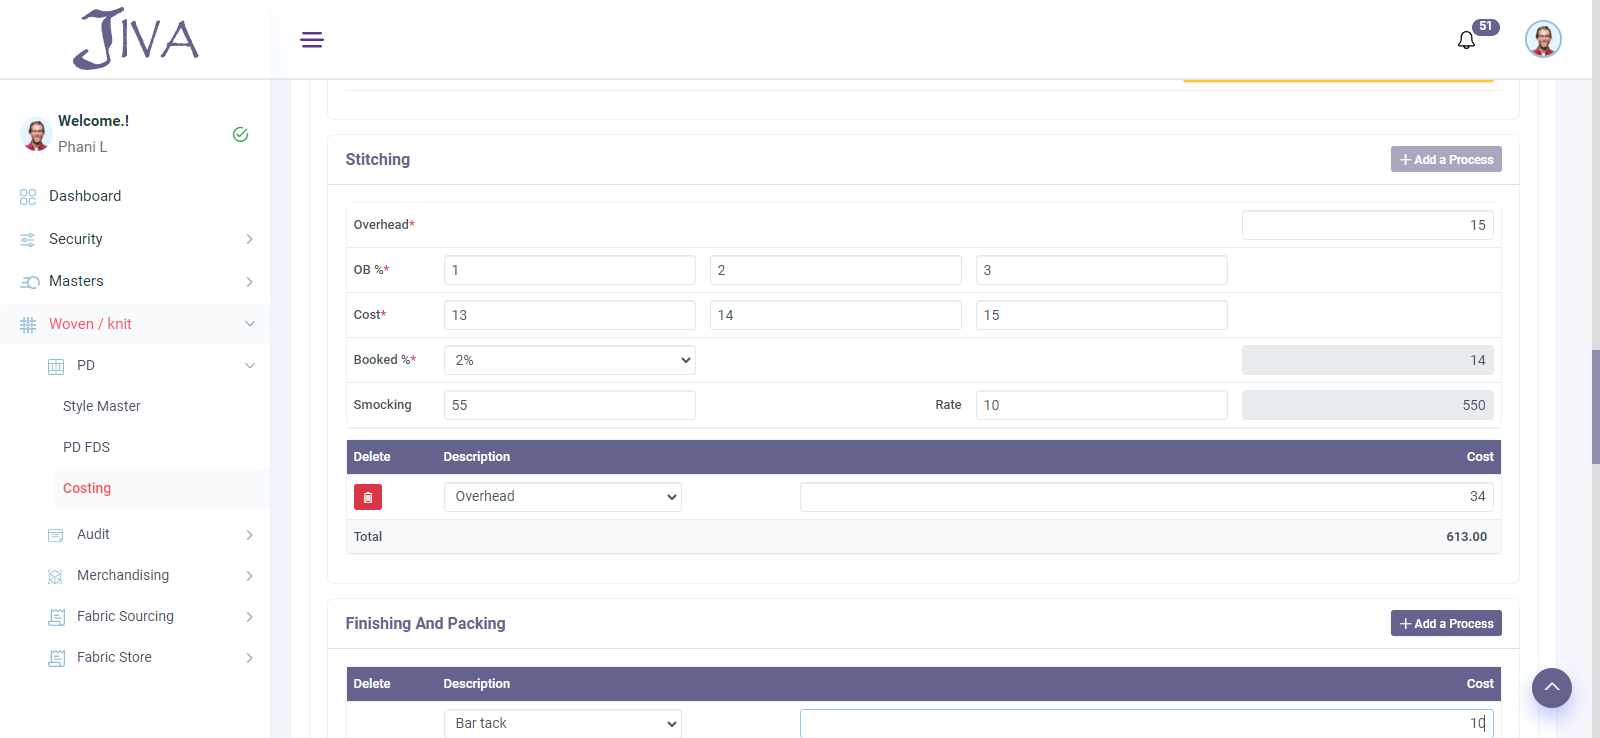 JIVA
51
Welcome.!
Phani L
Dashboard
Security
Masters
Woven / knit
PD
Style Master
PD FDS
Costing
Audit
Merchandising
Fabric Sourcing
Fabric Store
Stitching
+ Add a Process
Overhead* 15
OB %* 1 2 3
Cost* 13 14 15
Booked %* 2% 14
Smocking 55 Rate 10 550
Delete Description Cost
Overhead 34
Total 613.00
Finishing And Packing
+ Add a Process
Delete Description Cost
Bar tack 10